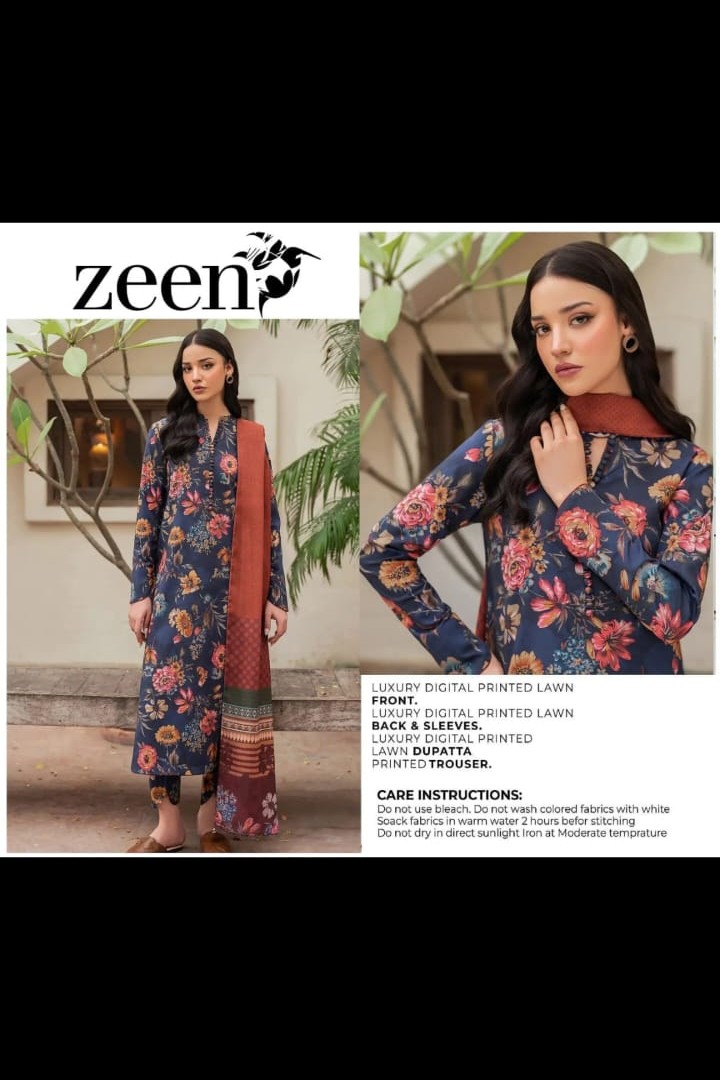 zeen
LUXURY DIGITAL PRINTED LAWN
FRONT.
LUXURY DIGITAL PRINTED LAWN
BACK & SLEEVES.
LUXURY DIGITAL PRINTED
LAWN DUPATTA
PRINTED TROUSER.
CARE INSTRUCTIONS:
Do not use bleach. Do not wash colored fabrics with white
Soack fabrics in warm water 2 hours befor stitching
Do not dry in direct sunlight Iron at Moderate temprature